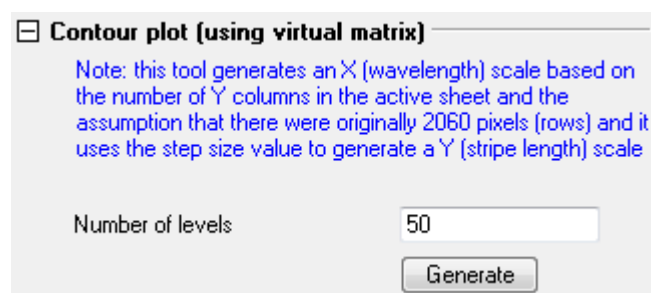 Contour plot (using virtual matrix)
Note: this tool generates an X (wavelength) scale based on
the number of Y columns in the active sheet and the
assumption that there were originally 2060 pixels (rows) and it
uses the step size value to generate a Y (stripe length) scale
Number of levels 50
Generate